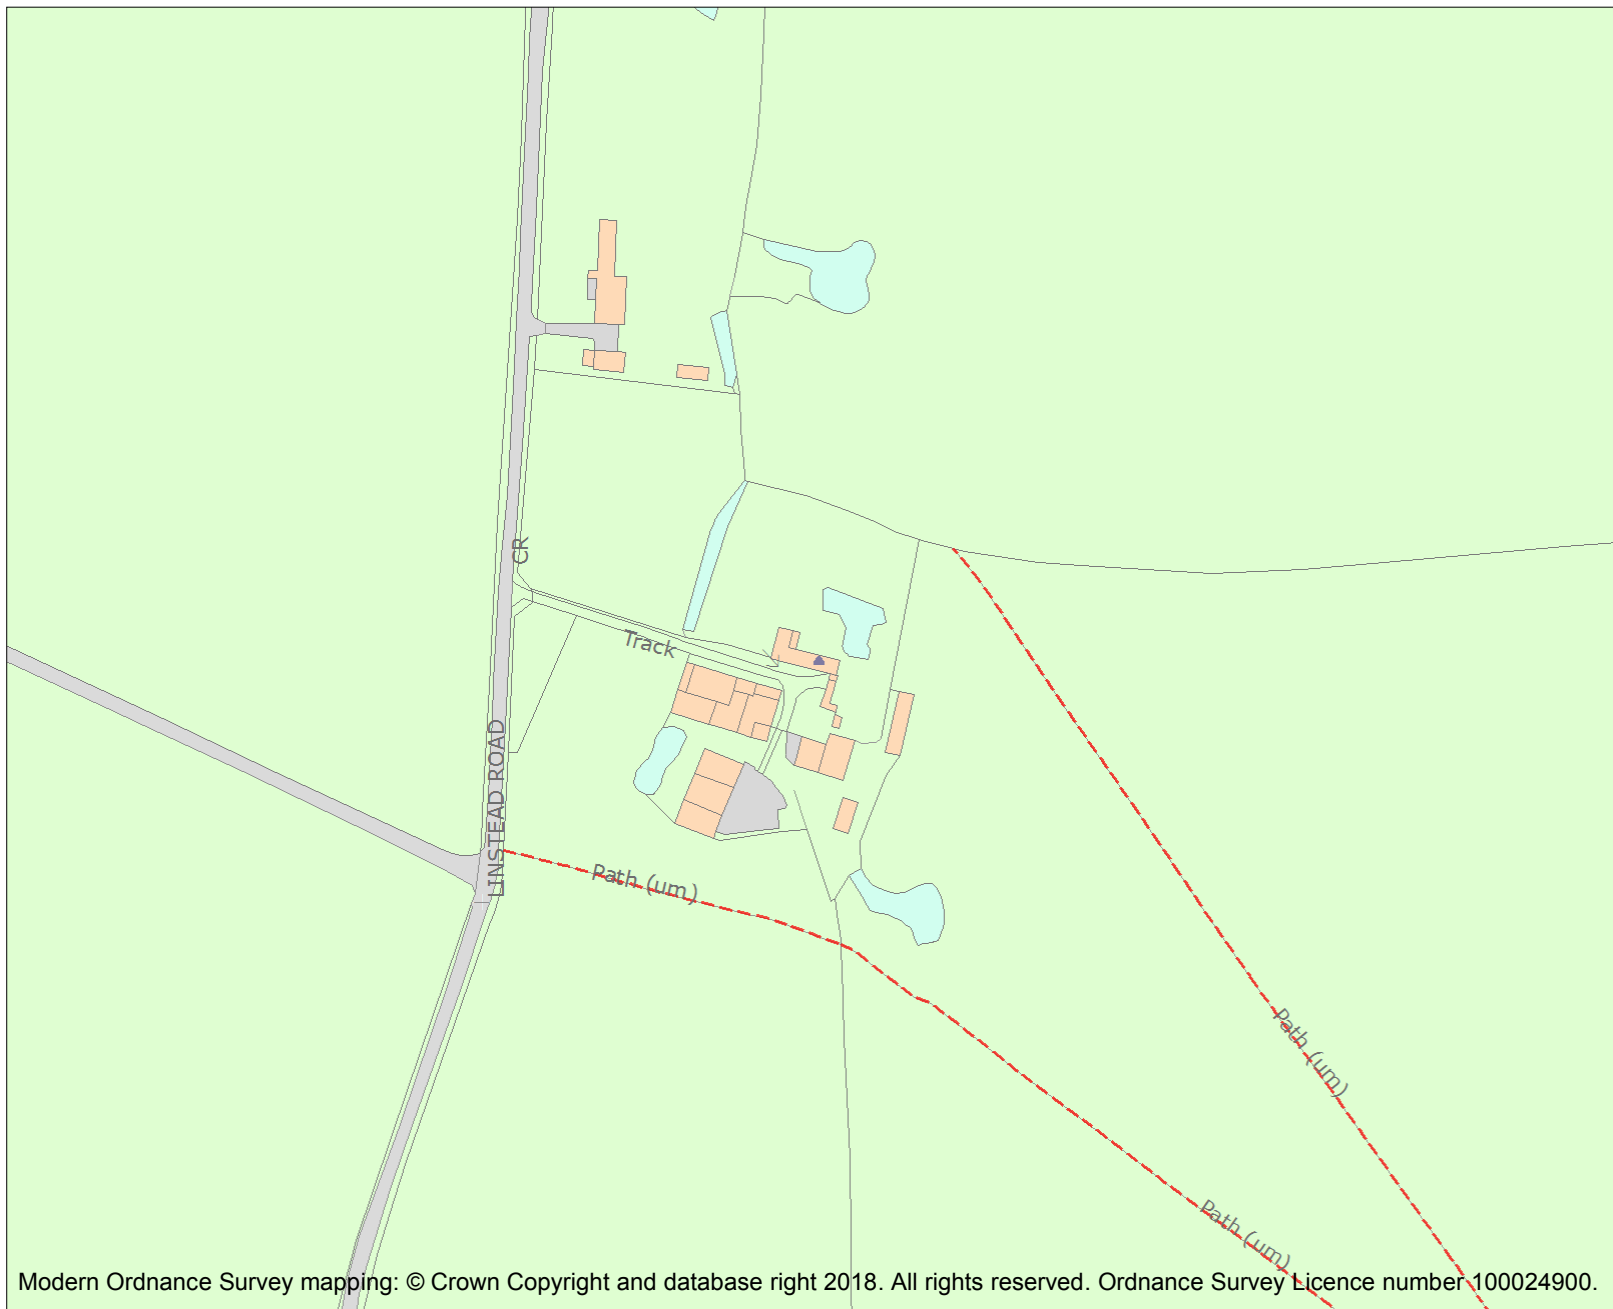 CR
Track
LINSTEAD ROAD
Path (um)
Path (um)
Path (um)
Modern Ordnance Survey mapping: © Crown Copyright and database right 2018. All rights reserved. Ordnance Survey Licence number 100024900.